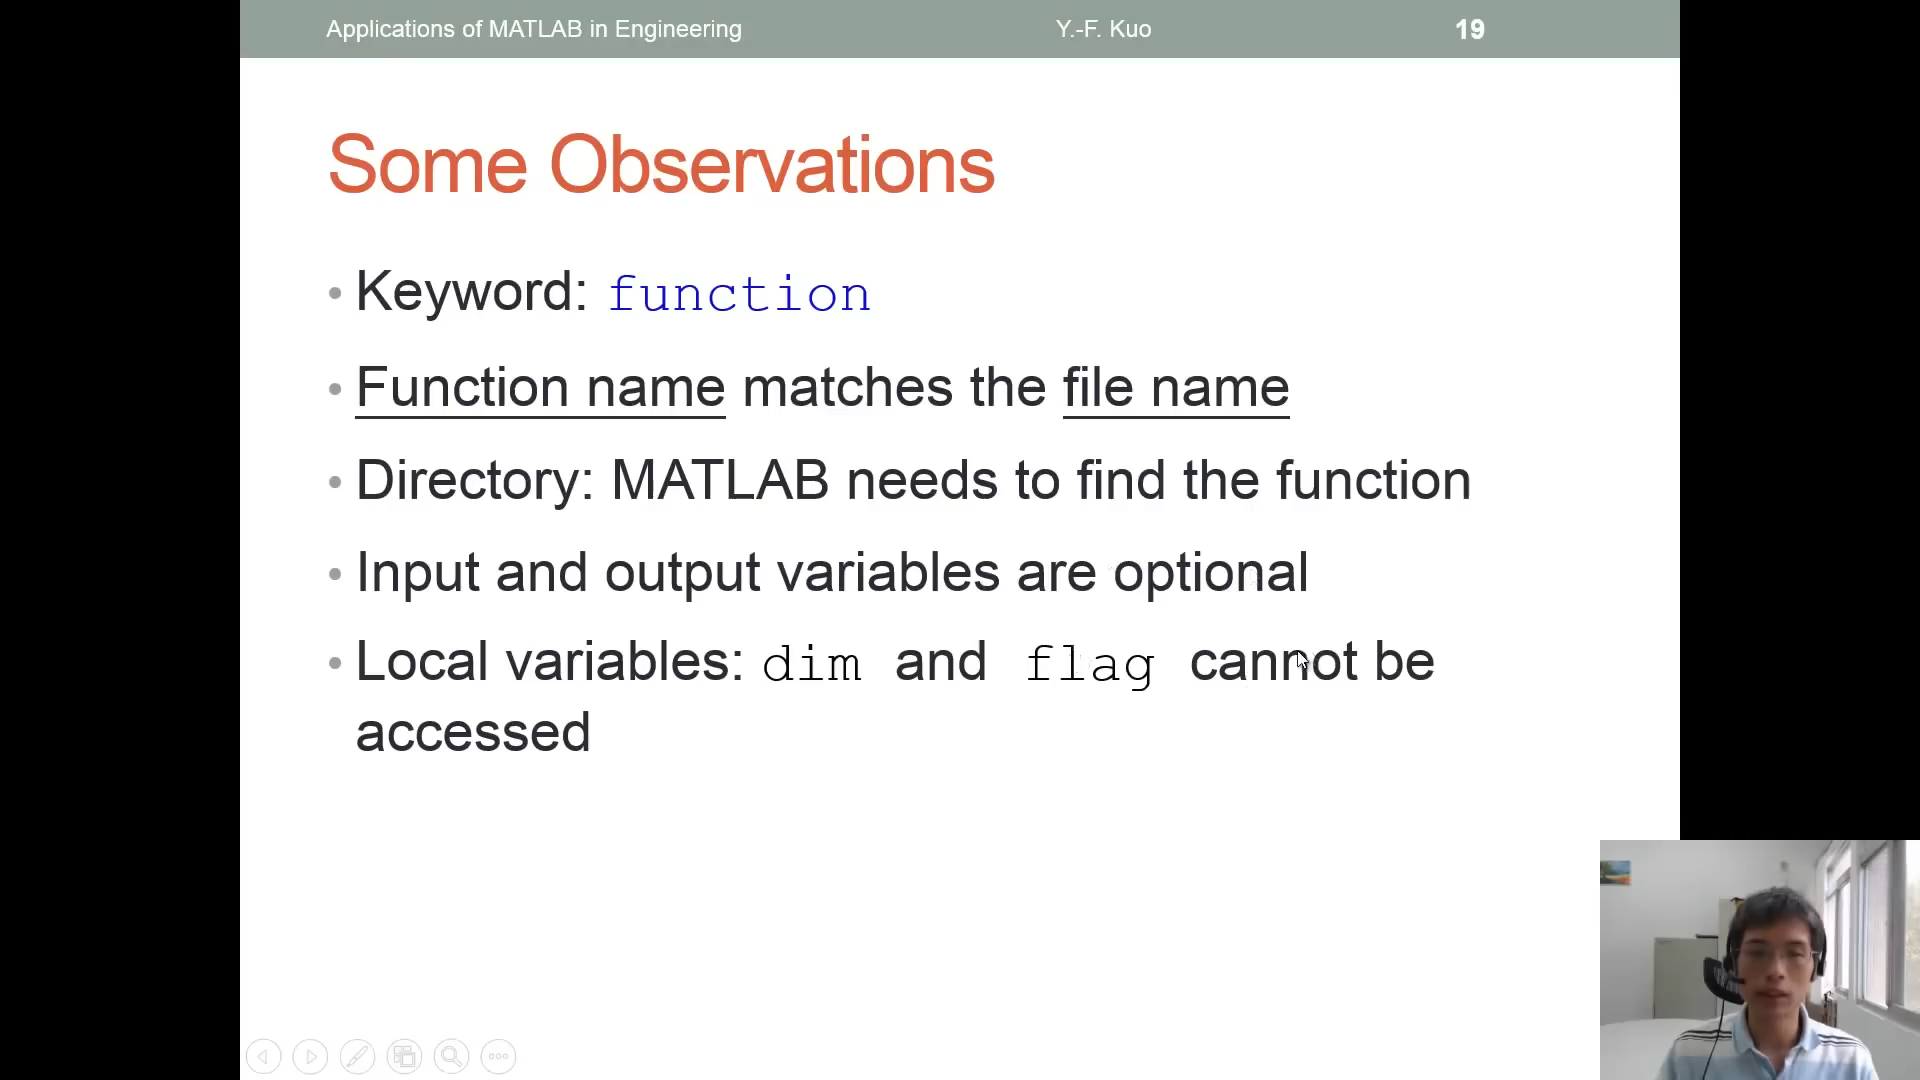 Applications of MATLAB in Engineering Y.-F. Kuo 19
Some Observations
• Keyword: function
• Function name matches the file name
• Directory: MATLAB needs to find the function
• Input and output variables are optional
• Local variables: dim and flag cannot be
accessed